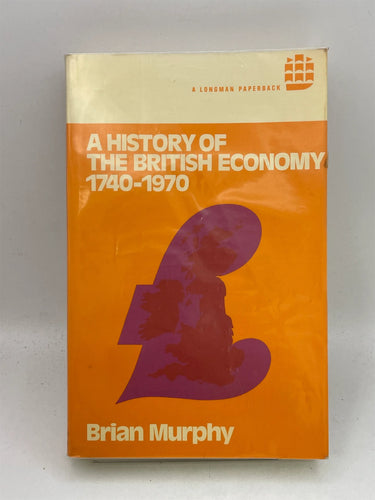 A LONGMAN PAPERBACK
A HISTORY OF
THE BRITISH ECONOMY
1740-1970
£
Brian Murphy